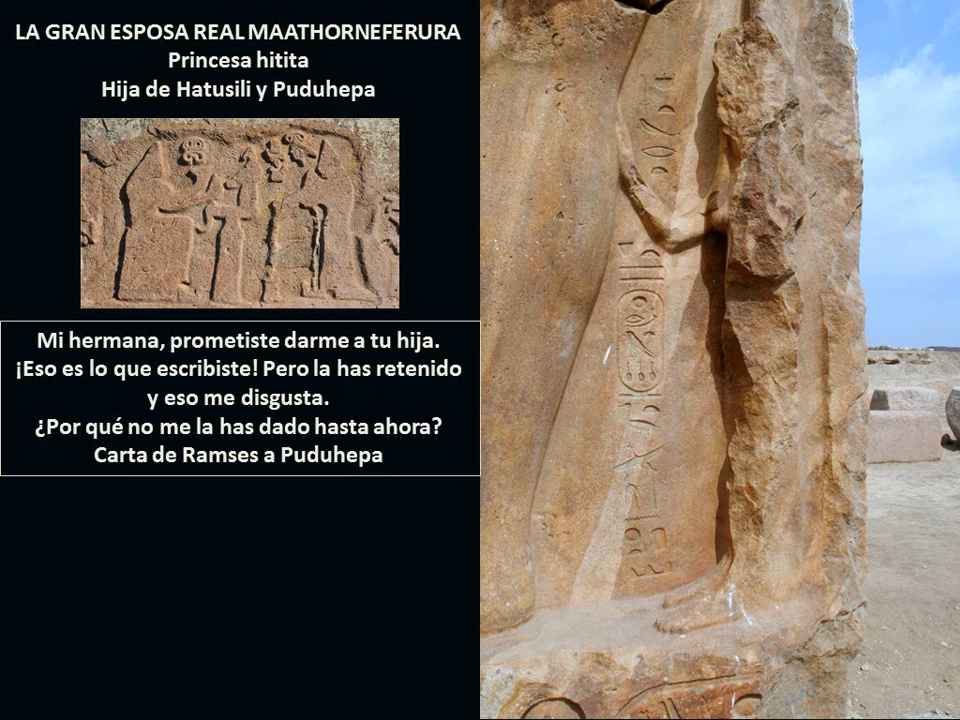 LA GRAN ESPOSA REAL MAATHORNEFERURA
Princesa hitita
Hija de Hatusili y Puduhepa
Mi hermana, prometiste darme a tu hija.
¡Eso es lo que escribiste! Pero la has retenido
y eso me disgusta.
¿Por qué no me la has dado hasta ahora?
Carta de Ramses a Puduhepa